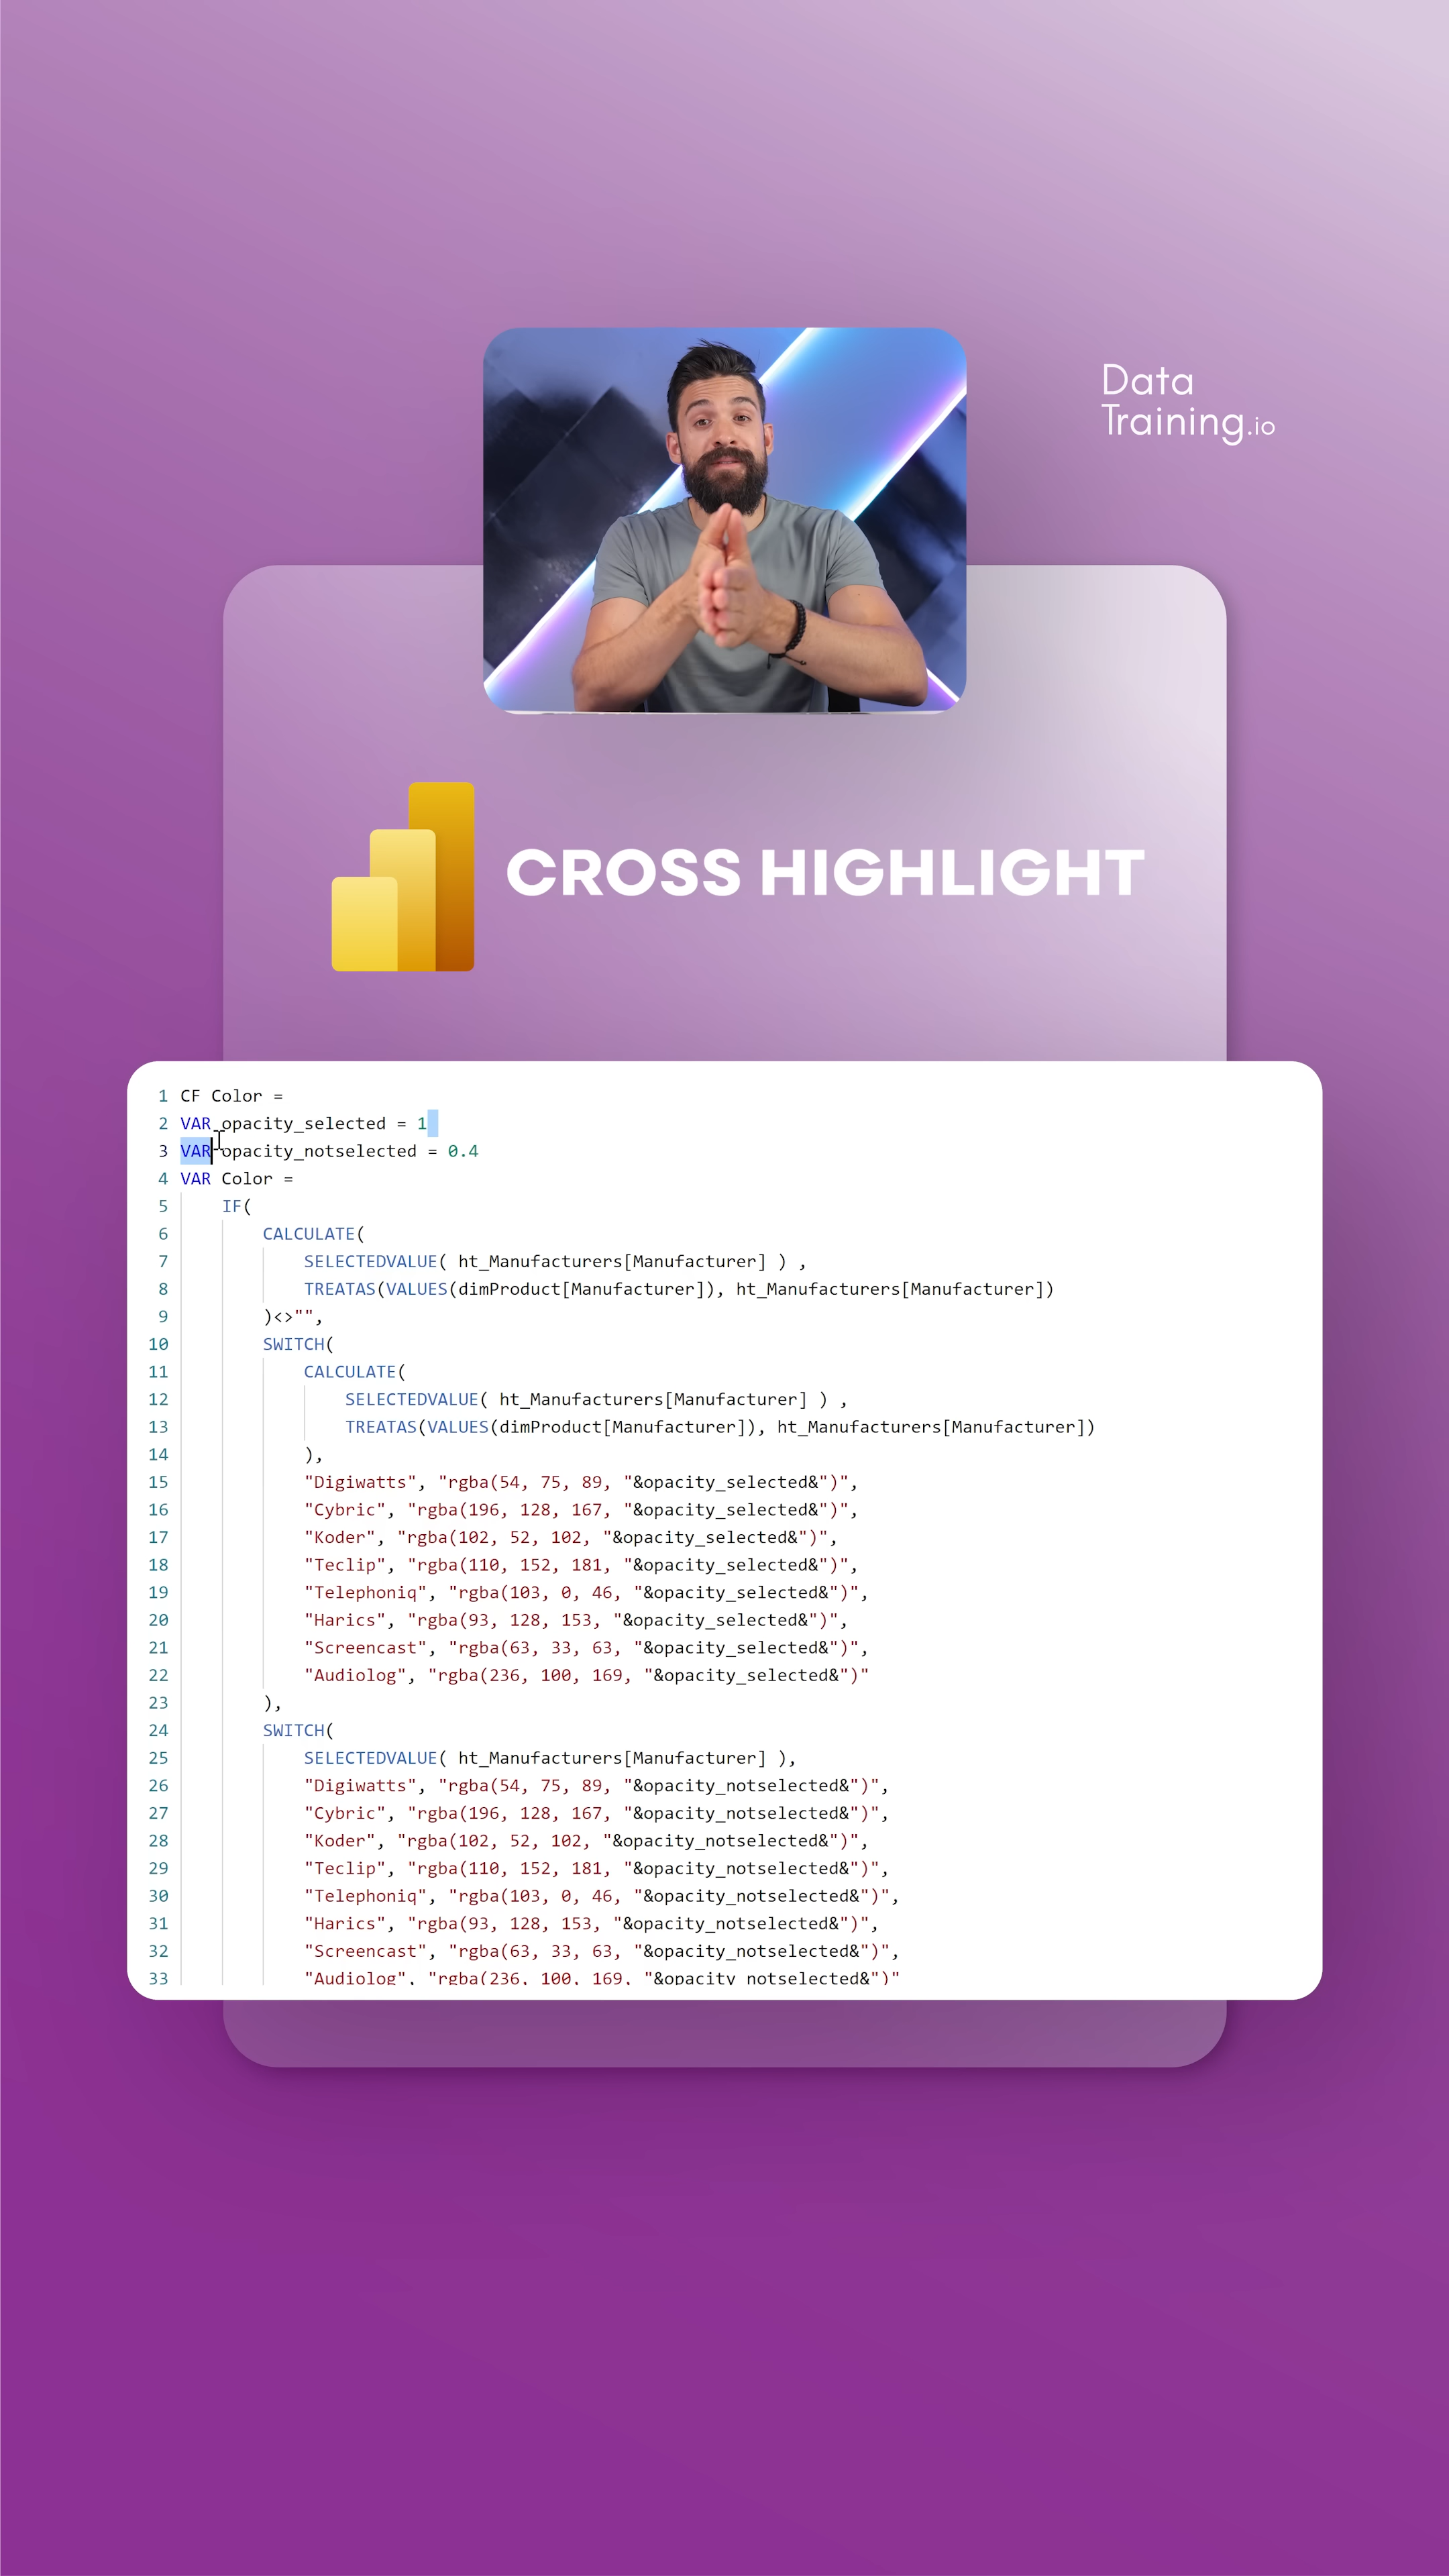 Data
Training.io
CROSS HIGHLIGHT
1 CF Color =
2 VAR opacity_selected = 1
3 VAR opacity_notselected = 0.4
4 VAR Color =
5 IF(
6 CALCULATE(
7 SELECTEDVALUE( ht_Manufacturers[Manufacturer] ) ,
8 TREATAS(VALUES(dimProduct[Manufacturer]), ht_Manufacturers[Manufacturer])
9 )<>"",
10 SWITCH(
11 CALCULATE(
12 SELECTEDVALUE( ht_Manufacturers[Manufacturer] ) ,
13 TREATAS(VALUES(dimProduct[Manufacturer]), ht_Manufacturers[Manufacturer])
14 ),
15 "Digiwatts", "rgba(54, 75, 89, "&opacity_selected&")",
16 "Cybric", "rgba(196, 128, 167, "&opacity_selected&")",
17 "Koder", "rgba(102, 52, 102, "&opacity_selected&")",
18 "Teclip", "rgba(110, 152, 181, "&opacity_selected&")",
19 "Telephoniq", "rgba(103, 0, 46, "&opacity_selected&")",
20 "Harics", "rgba(93, 128, 153, "&opacity_selected&")",
21 "Screencast", "rgba(63, 33, 63, "&opacity_selected&")",
22 "Audiolog", "rgba(236, 100, 169, "&opacity_selected&")"
23 ),
24 SWITCH(
25 SELECTEDVALUE( ht_Manufacturers[Manufacturer] ),
26 "Digiwatts", "rgba(54, 75, 89, "&opacity_notselected&")",
27 "Cybric", "rgba(196, 128, 167, "&opacity_notselected&")",
28 "Koder", "rgba(102, 52, 102, "&opacity_notselected&")",
29 "Teclip", "rgba(110, 152, 181, "&opacity_notselected&")",
30 "Telephoniq", "rgba(103, 0, 46, "&opacity_notselected&")",
31 "Harics", "rgba(93, 128, 153, "&opacity_notselected&")",
32 "Screencast", "rgba(63, 33, 63, "&opacity_notselected&")",
33 "Audiolog", "rgba(236, 100, 169, "&opacity_notselected&")"